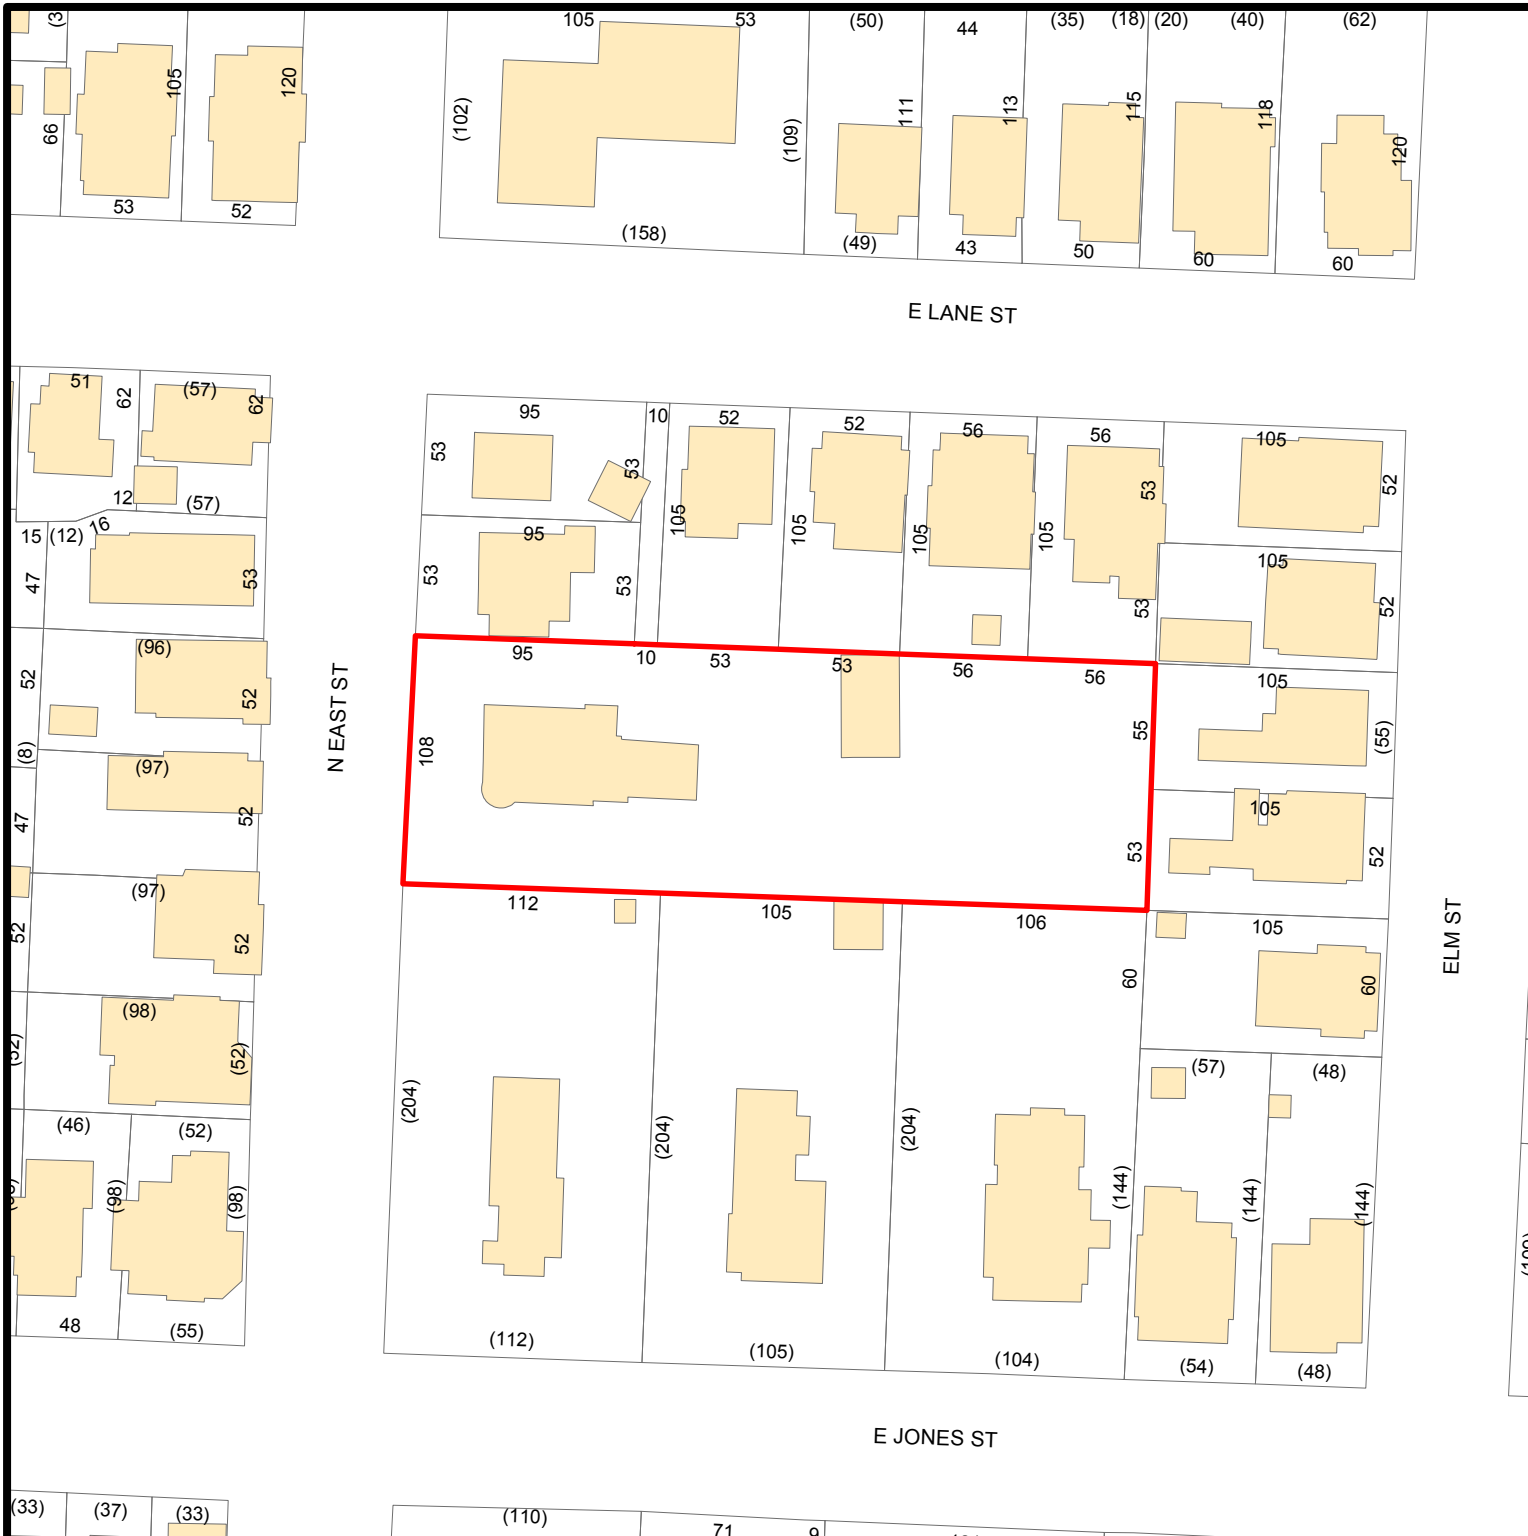 105 53 (50) 44 (35) (18) (20) (40) (62)
105 120 (102) (109) 111 113 115 118 120
66
53 52 (158) (49) 43 50 60 60
E LANE ST
51 62 (57) 62 95 10 52 52 56 56 105
53 53 53 52
12 (57) 105 105 105 105
15 (12) 16 95 105
47 53 53 53 53 52
(96) 95 10 53 53 56 56 105
52 52 N EAST ST 108 55 (55)
(8) (97) 105
47 52 53 52
(97) 112 105 106 105
52 52 60 60 ELM ST
(98)
(52) (52) (57) (48)
(46) (52) (204) (204) (204)
(98) (98) (144) (144) (144)
48 (55) (112) (105) (104) (54) (48)
E JONES ST
(33) (37) (33) (110) 71 9